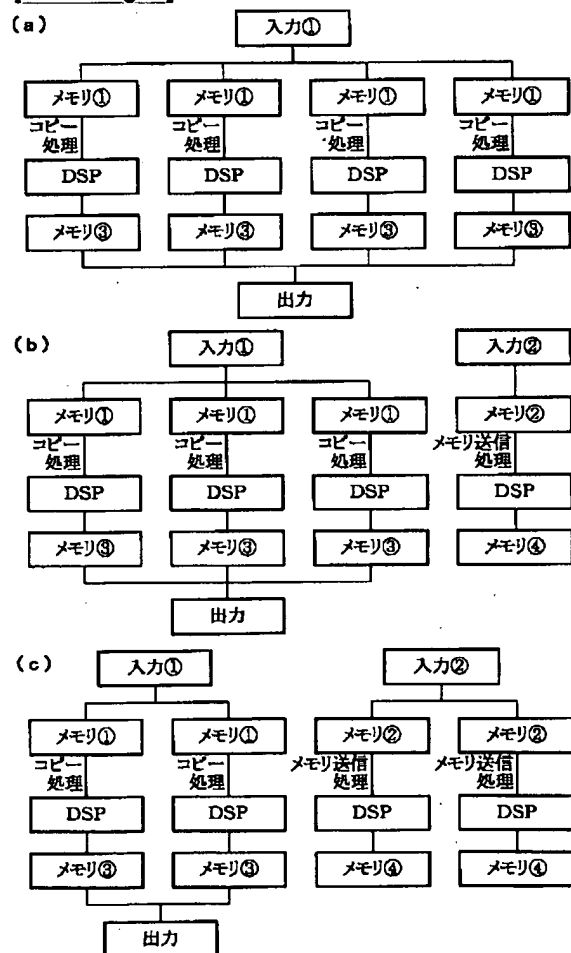 (a)
入力①
メモリ① メモリ① メモリ① メモリ①
コピー コピー コピー コピー
処理 処理 処理 処理
DSP DSP DSP DSP
メモリ③ メモリ③ メモリ③ メモリ③
出力
(b)
入力① 入力②
メモリ① メモリ① メモリ① メモリ②
コピー コピー コピー メモリ送信
処理 処理 処理 処理
DSP DSP DSP DSP
メモリ③ メモリ③ メモリ③ メモリ④
出力
(c)
入力① 入力②
メモリ① メモリ① メモリ② メモリ②
コピー コピー メモリ送信 メモリ送信
処理 処理 処理 処理
DSP DSP DSP DSP
メモリ③ メモリ③ メモリ④ メモリ④
出力